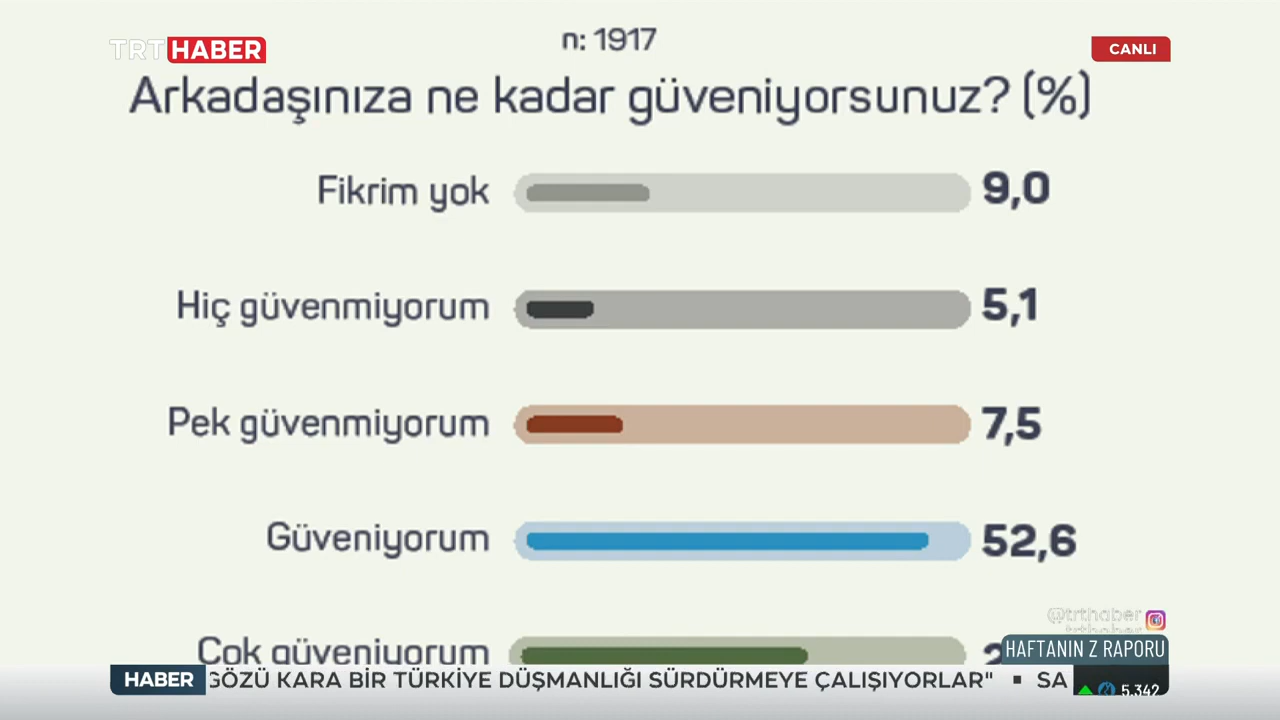 n: 1917
TRT HABER
CANLI
Arkadaşınıza ne kadar güveniyorsunuz? (%)
Fikrim yok 9,0
Hiç güvenmiyorum 5,1
Pek güvenmiyorum 7,5
Güveniyorum 52,6
Çok güveniyorum
@trthaber
trthaber
HAFTANIN Z RAPORU
HABER GÖZÜ KARA BİR TÜRKİYE DÜŞMANLIĞI SÜRDÜRMEYE ÇALIŞIYORLAR" ▪ SA
5.342